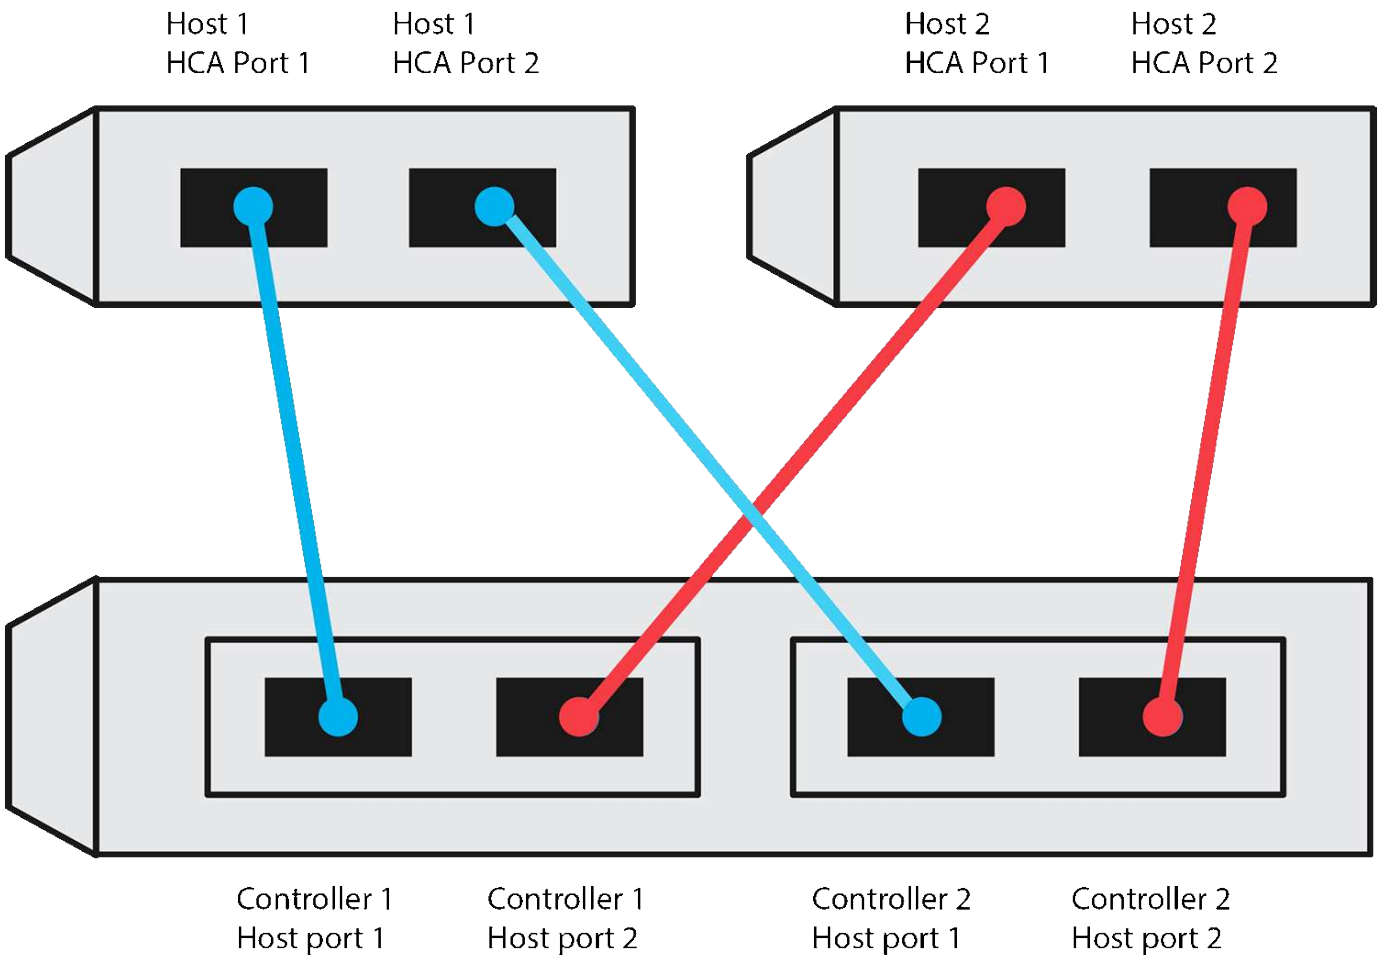 Host 1
HCA Port 1
Host 1
HCA Port 2
Host 2
HCA Port 1
Host 2
HCA Port 2
Controller 1
Host port 1
Controller 1
Host port 2
Controller 2
Host port 1
Controller 2
Host port 2